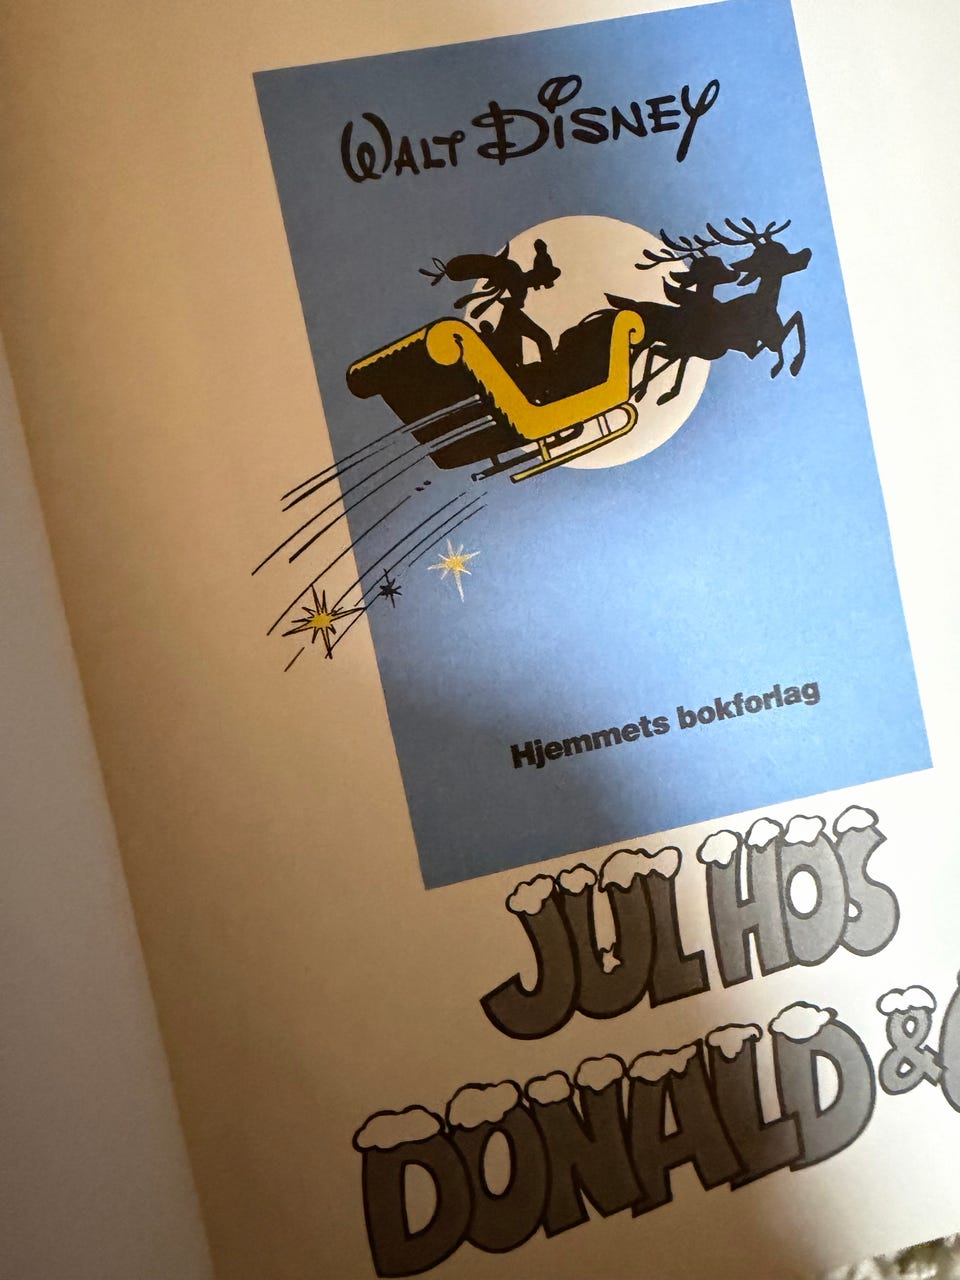 WALT DISNEY
Hjemmets bokforlag
JUL HOS
DONALD &